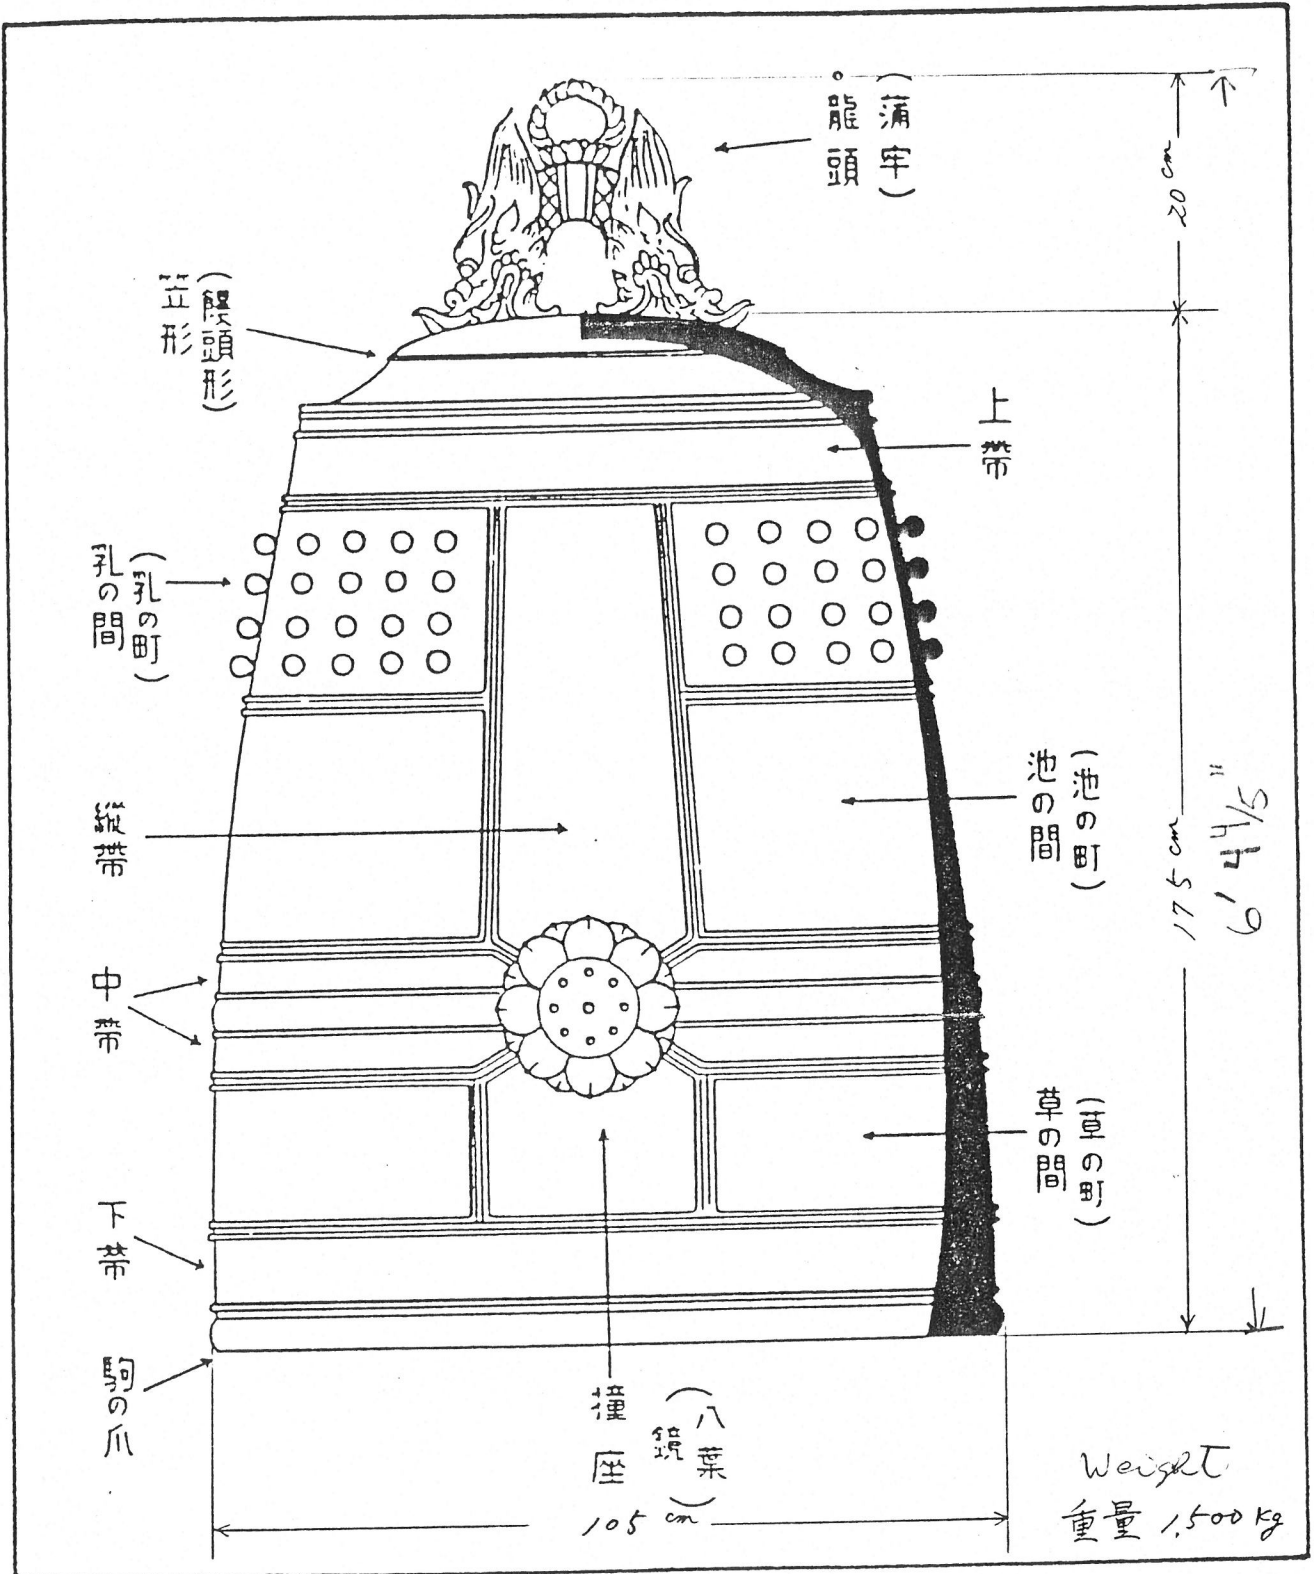 龍頭
(蒲牢)
20 cm
笠形
(饅頭形)
上帯
乳の間
(乳の町)
池の間
(池の町)
縦帯
175 cm
6' 4 4/5"
中帯
草の間
(草の町)
下帯
駒の爪
撞座
(八葉鏡)
105 cm
Weight
重量 1,500 kg